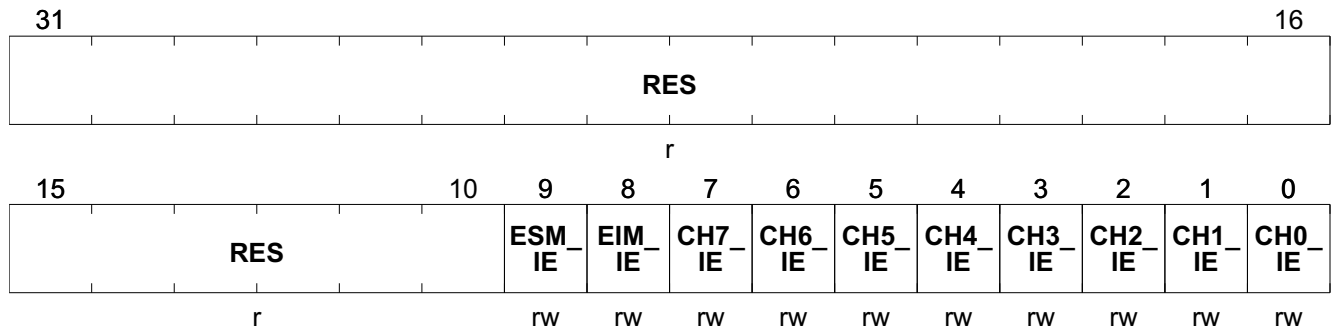 31 16
RES
r
15 10 9 8 7 6 5 4 3 2 1 0
RES ESM_ EIM_ CH7_ CH6_ CH5_ CH4_ CH3_ CH2_ CH1_ CH0_
IE IE IE IE IE IE IE IE IE IE
r rw rw rw rw rw rw rw rw rw rw